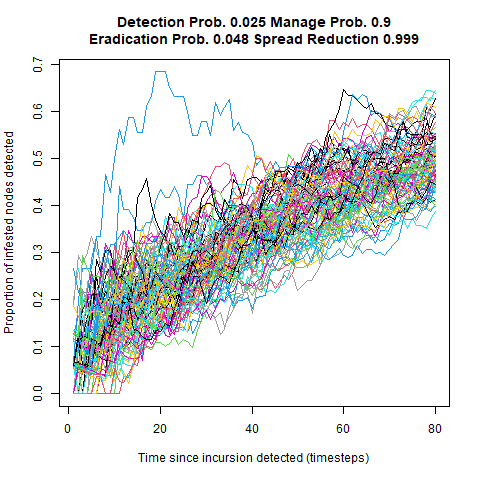 Detection Prob. 0.025 Manage Prob. 0.9
Eradication Prob. 0.048 Spread Reduction 0.999
Proportion of infested nodes detected
0.7
0.6
0.5
0.4
0.3
0.2
0.1
0.0
0 20 40 60 80
Time since incursion detected (timesteps)